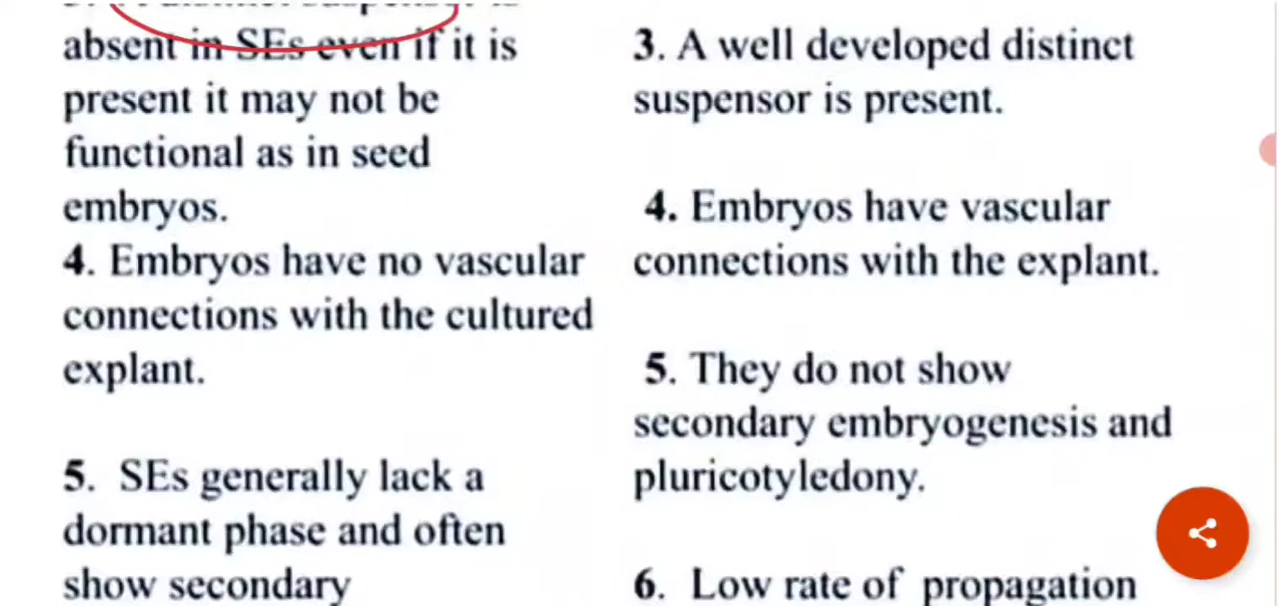 absent in SEs even if it is
present it may not be
functional as in seed
embryos.
4. Embryos have no vascular
connections with the cultured
explant.
5. SEs generally lack a
dormant phase and often
show secondary
3. A well developed distinct
suspensor is present.
4. Embryos have vascular
connections with the explant.
5. They do not show
secondary embryogenesis and
pluricotyledony.
6. Low rate of propagation